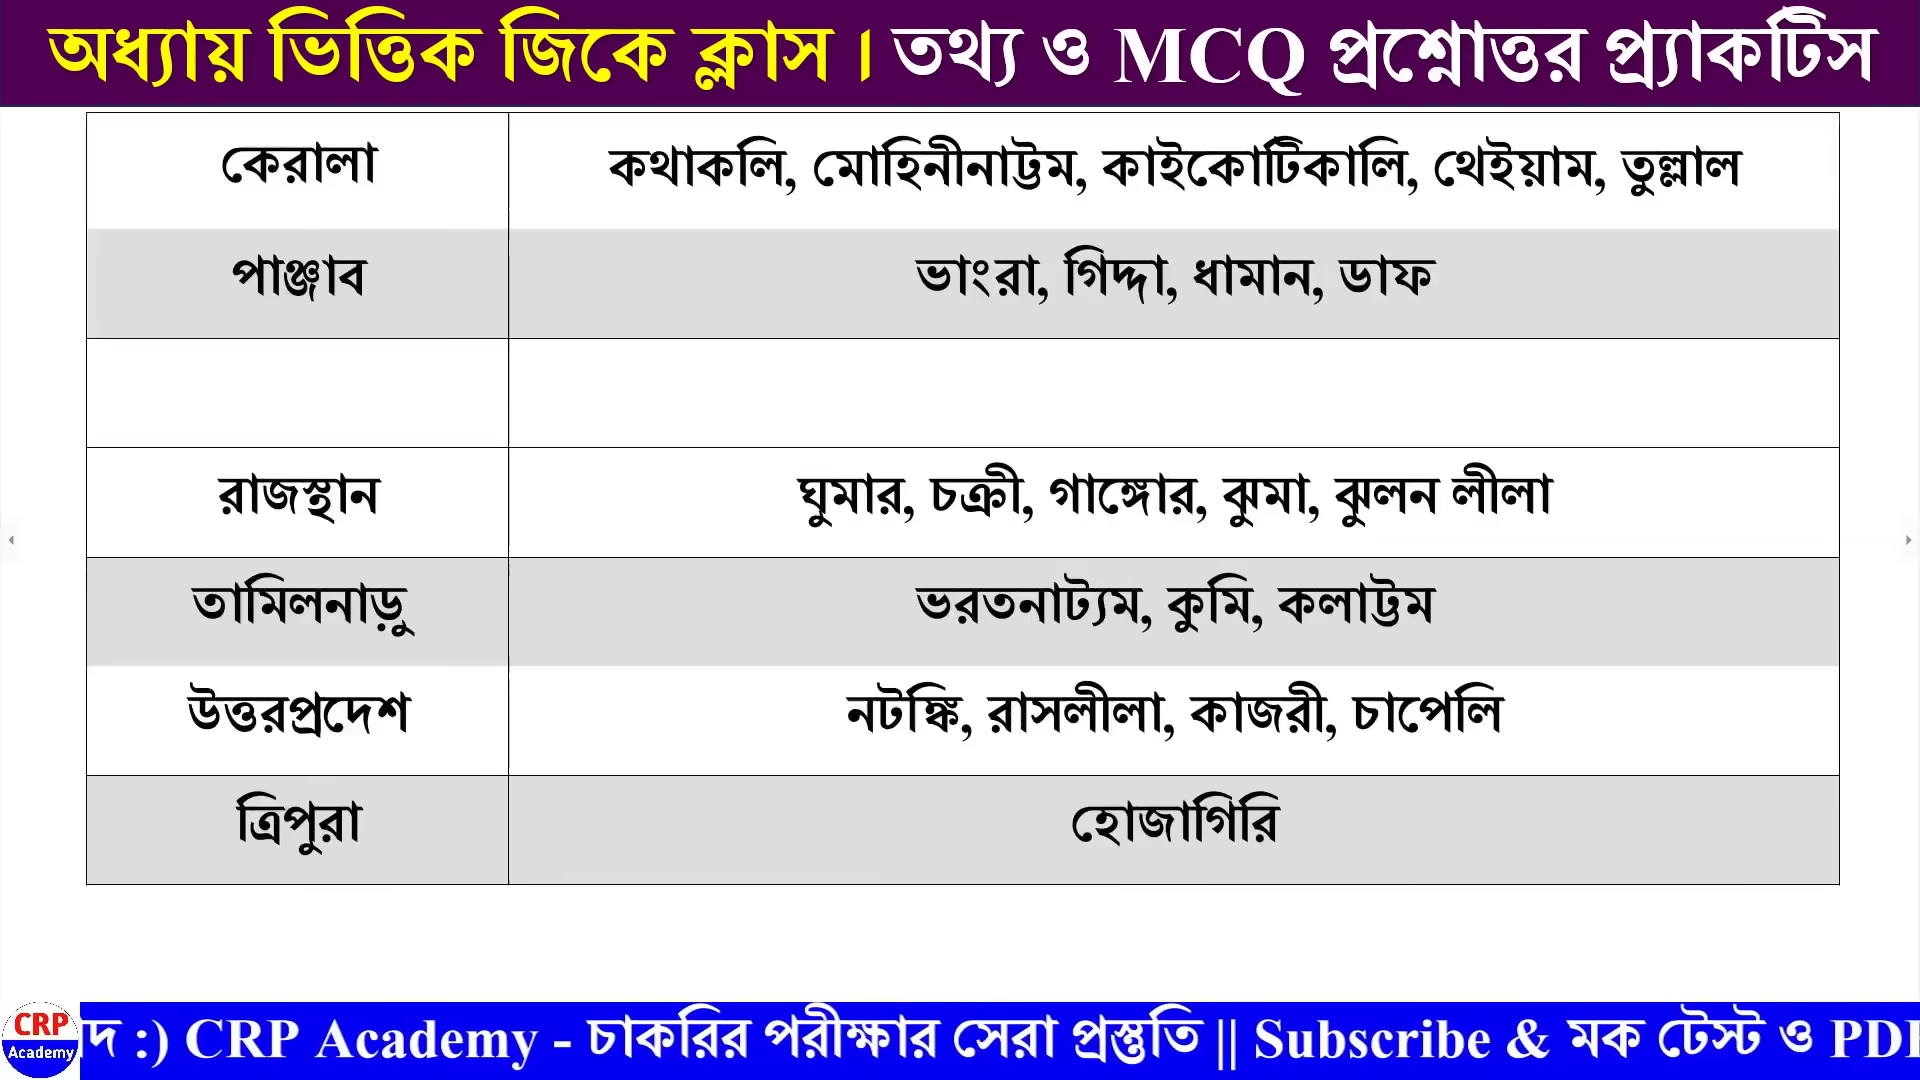 অধ্যায় ভিত্তিক জিকে ক্লাস। তথ্য ও MCQ প্রশ্নোত্তর প্র্যাকটিস
কেরালা কথাকলি, মোহিনীনাট্টম, কাইকোটিকালি, থেইয়াম, তুল্লাল
পাঞ্জাব ভাংরা, গিদ্দা, ধামান, ডাফ
রাজস্থান ঘুমার, চক্রী, গাঙ্গোর, ঝুমা, ঝুলন লীলা
তামিলনাড়ু ভরতনাট্যম, কুমি, কলাট্টম
উত্তরপ্রদেশ নটঙ্কি, রাসলীলা, কাজরী, চাপেলি
ত্রিপুরা হোজাগিরি
CRP
Academy
দ :) CRP Academy - চাকরির পরীক্ষার সেরা প্রস্তুতি || Subscribe & মক টেস্ট ও PDF